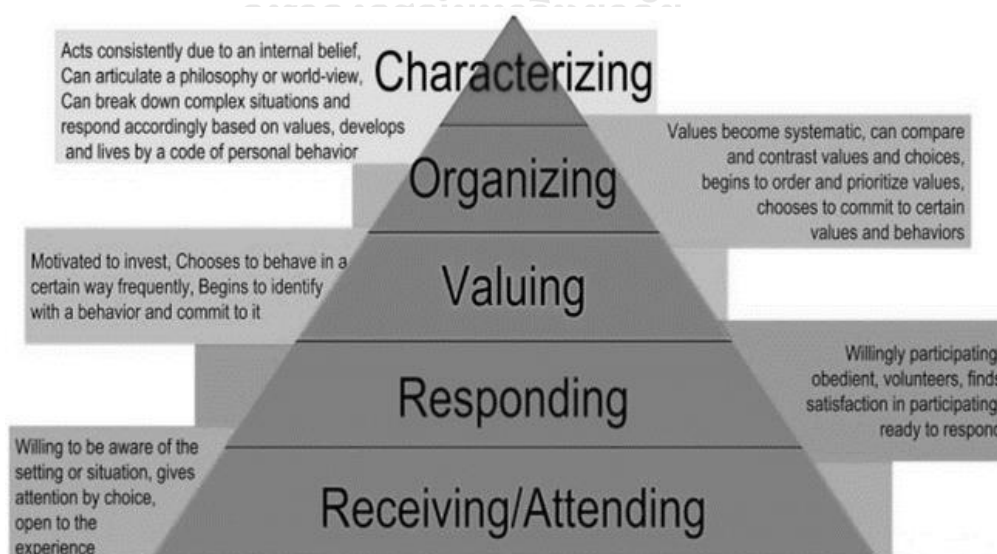 Acts consistently due to an internal belief,
Can articulate a philosophy or world-view,
Can break down complex situations and
respond accordingly based on values, develops
and lives by a code of personal behavior
Characterizing
Values become systematic, can compare
and contrast values and choices,
begins to order and prioritize values,
chooses to commit to certain
values and behaviors
Organizing
Motivated to invest, Chooses to behave in a
certain way frequently, Begins to identify
with a behavior and commit to it
Valuing
Willingly participating
obedient, volunteers, finds
satisfaction in participating
ready to respond
Responding
Willing to be aware of the
setting or situation, gives
attention by choice,
open to the
experience
Receiving/Attending